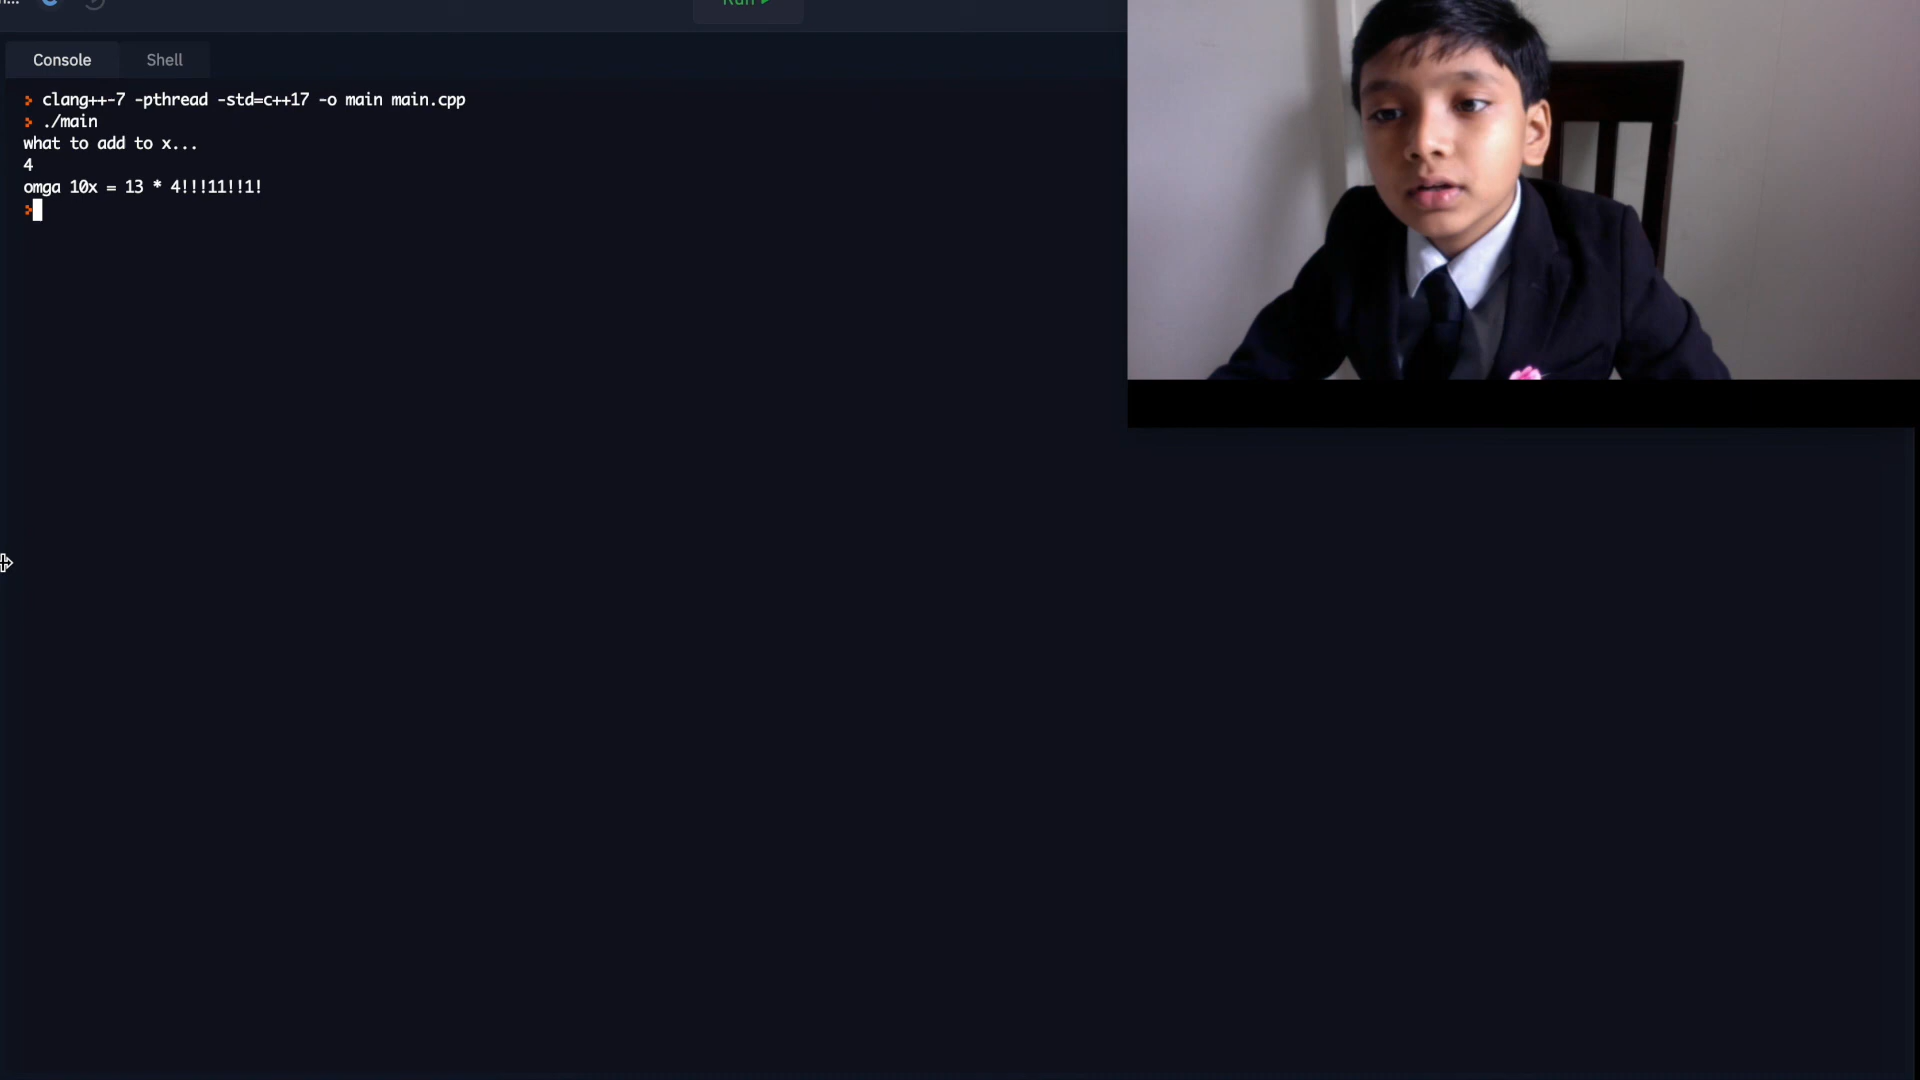 Run
Console Shell
clang++-7 -pthread -std=c++17 -o main main.cpp
./main
what to add to x...
4
omga 10x = 13 * 4!!!11!!1!